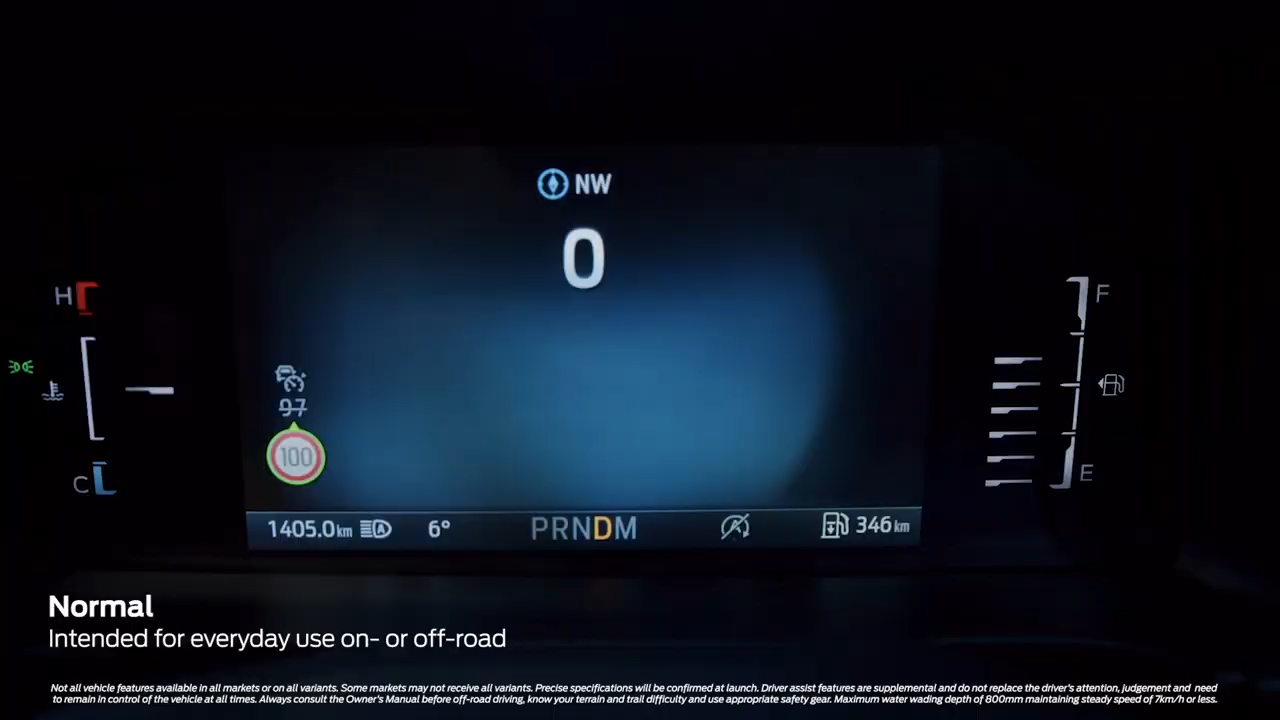 NW
0
H
F
97
100
C
E
1405.0 km
6°
PRNDM
346 km
Normal
Intended for everyday use on- or off-road
Not all vehicle features available in all markets or on all variants. Some markets may not receive all variants. Precise specifications will be confirmed at launch. Driver assist features are supplemental and do not replace the driver's attention, judgement and need
to remain in control of the vehicle at all times. Always consult the Owner's Manual before off-road driving, know your terrain and trail difficulty and use appropriate safety gear. Maximum water wading depth of 800mm maintaining steady speed of 7km/h or less.